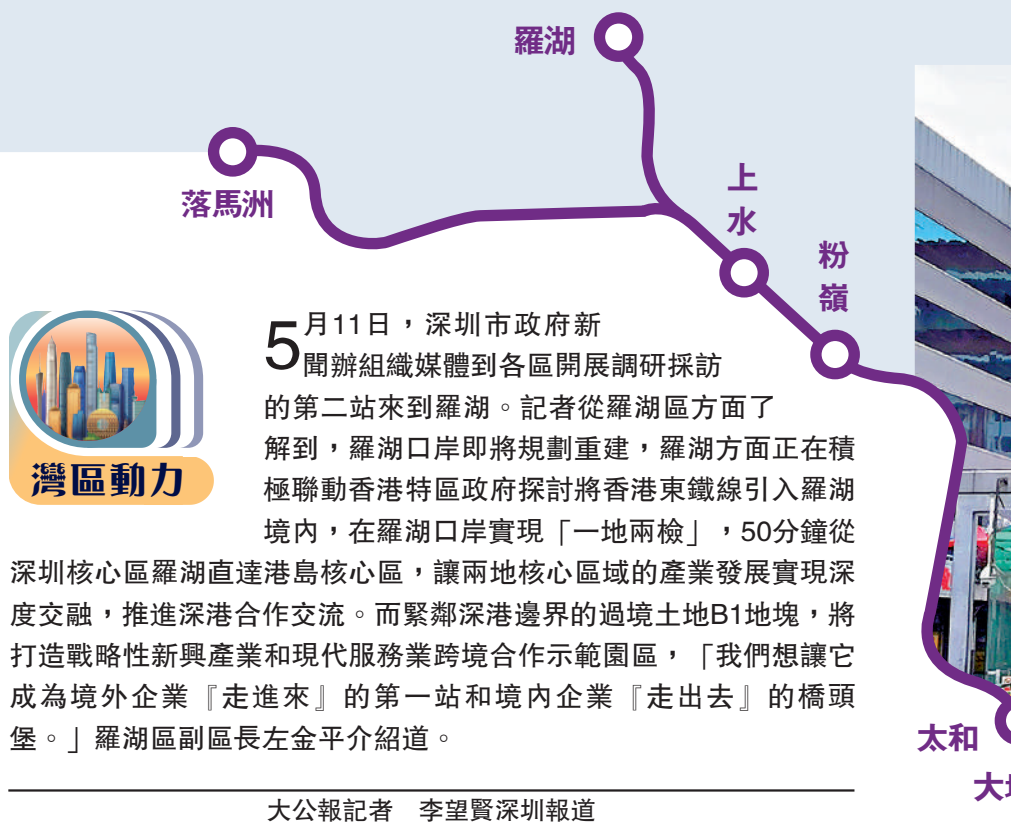 羅湖
落馬洲
上水
粉嶺
灣區動力
5月11日，深圳市政府新
聞辦組織媒體到各區開展調研採訪
的第二站來到羅湖。記者從羅湖區方面了
解到，羅湖口岸即將規劃重建，羅湖方面正在積
極聯動香港特區政府探討將香港東鐵線引入羅湖
境內，在羅湖口岸實現「一地兩檢」，50分鐘從
深圳核心區羅湖直達港島核心區，讓兩地核心區域的產業發展實現深
度交融，推進深港合作交流。而緊鄰深港邊界的過境土地B1地塊，將
打造戰略性新興產業和現代服務業跨境合作示範園區，「我們想讓它
成為境外企業『走進來』的第一站和境內企業『走出去』的橋頭
堡。」羅湖區副區長左金平介紹道。
大公報記者　李望賢深圳報道
太和
大